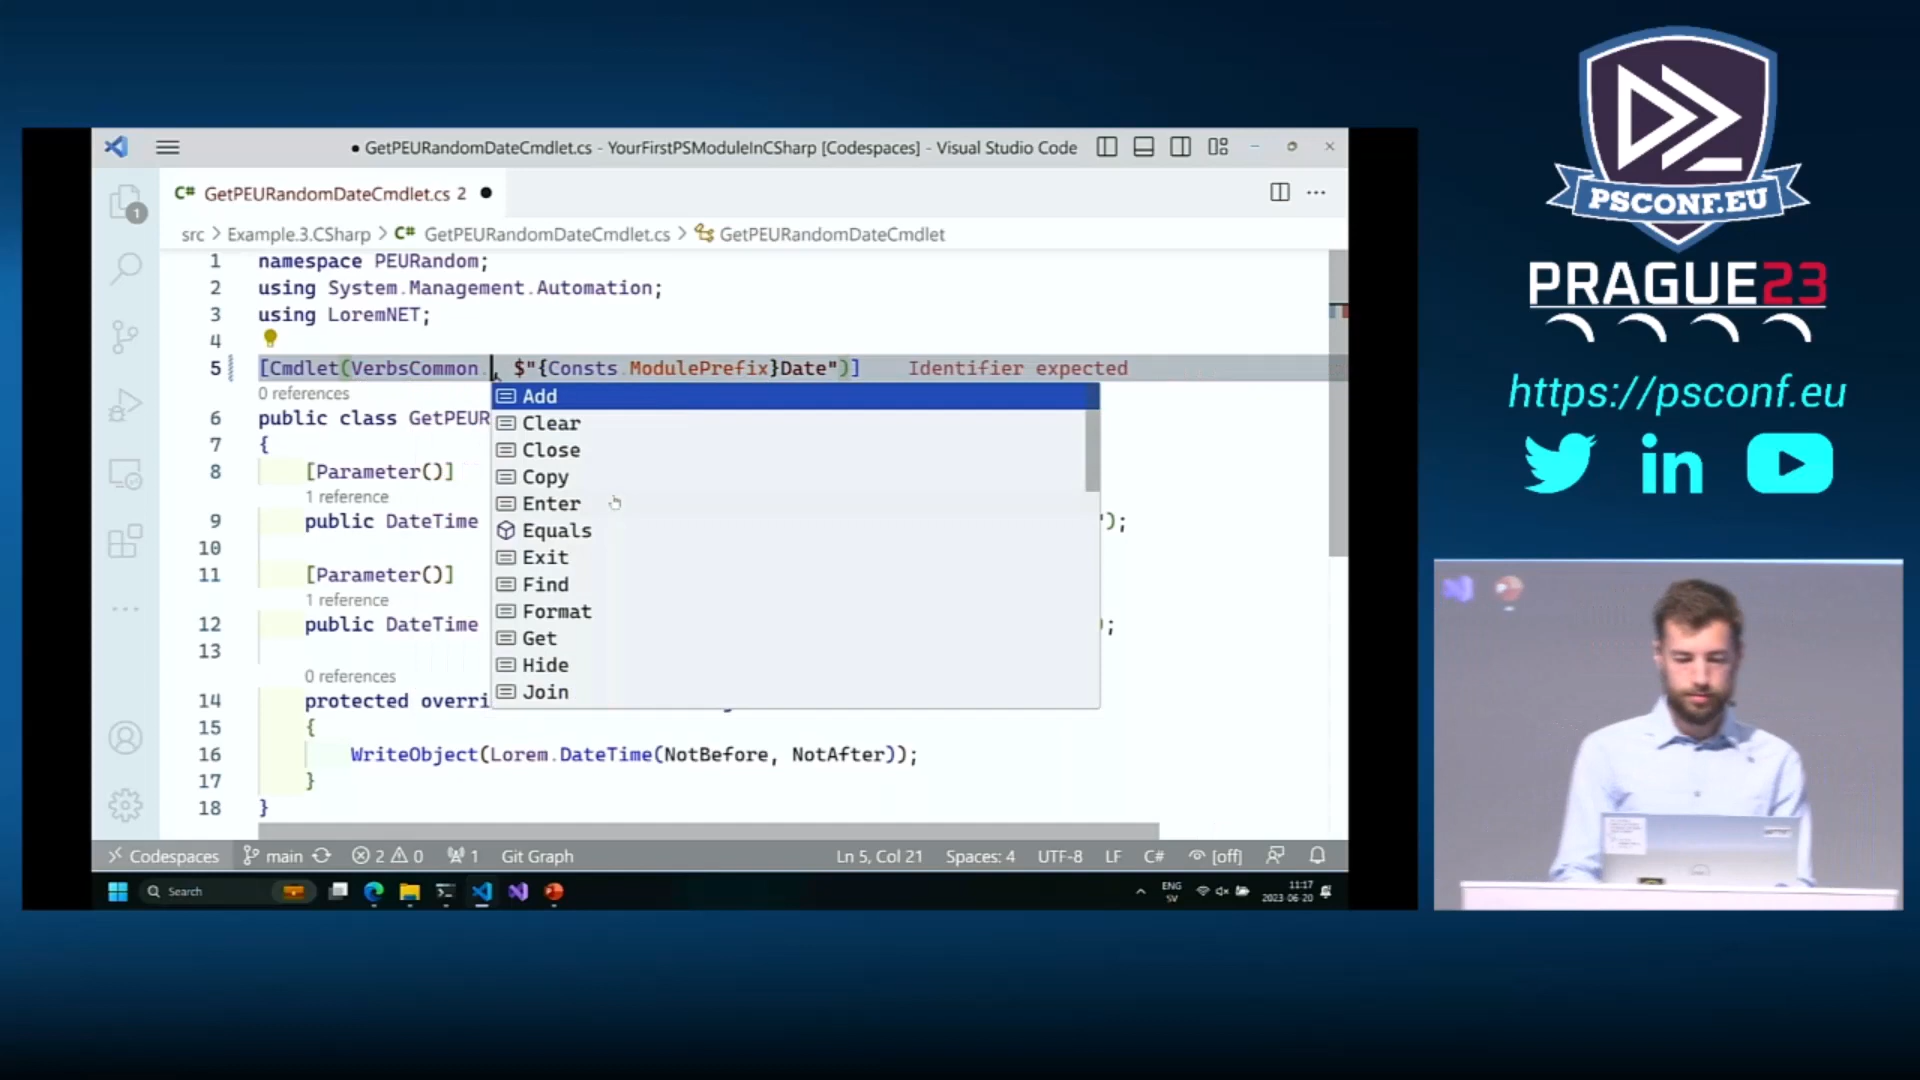 ● GetPEURandomDateCmdlet.cs - YourFirstPSModuleInCSharp [Codespaces] - Visual Studio Code
C# GetPEURandomDateCmdlet.cs 2 ●
src > Example.3.CSharp > C# GetPEURandomDateCmdlet.cs > GetPEURandomDateCmdlet
1 namespace PEURandom;
2 using System.Management.Automation;
3 using LoremNET;
4
5 [Cmdlet(VerbsCommon., $"{Consts.ModulePrefix}Date")] Identifier expected
0 references
Add
Clear
Close
Copy
Enter
Equals
Exit
Find
Format
Get
Hide
Join
6 public class GetPEUR
7 {
8 [Parameter()]
1 reference
9 public DateTime ");
10
11 [Parameter()]
1 reference
12 public DateTime );
13
0 references
14 protected overri
15 {
16 WriteObject(Lorem.DateTime(NotBefore, NotAfter));
17 }
18 }
1
Codespaces main 2 0 1 Git Graph Ln 5, Col 21 Spaces: 4 UTF-8 LF C# [off]
Search ENG SV 11:17 2023-06-20
PSCONF.EU
PRAGUE23
https://psconf.eu
in